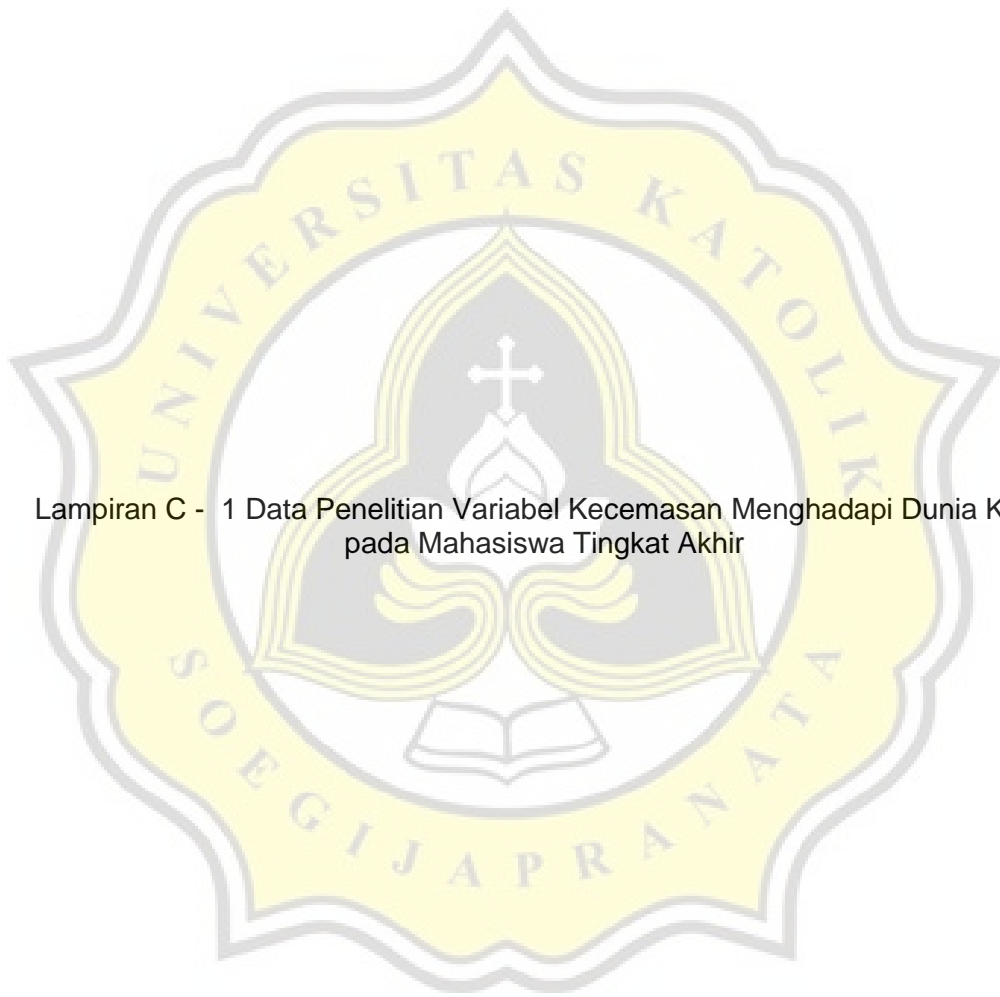 UNIVERSITAS KATOLIK
Lampiran C - 1 Data Penelitian Variabel Kecemasan Menghadapi Dunia K
pada Mahasiswa Tingkat Akhir
SOEGIJAPRANATA